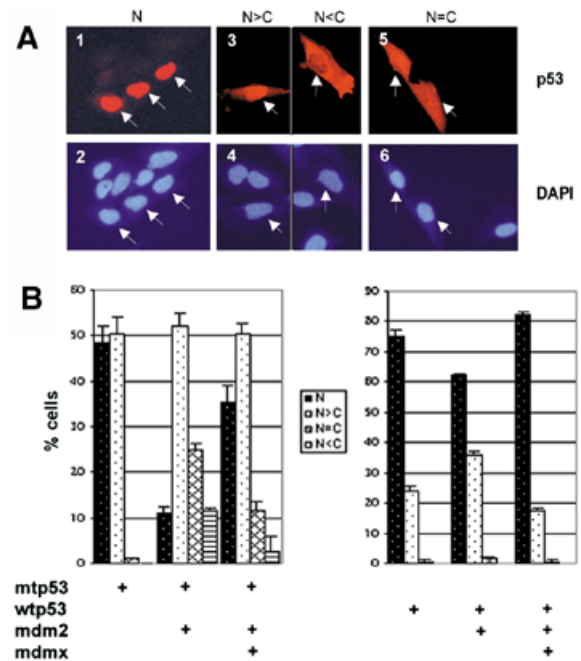 A
N N>C N<C N=C
1 3 5
p53
2 4 6
DAPI
B
% cells
60
50
40
30
20
10
0
N
N>C
N=C
N<C
90
80
70
60
50
40
30
20
10
0
mtp53 + + +
wtp53 + + +
mdm2 + + + +
mdmx + +